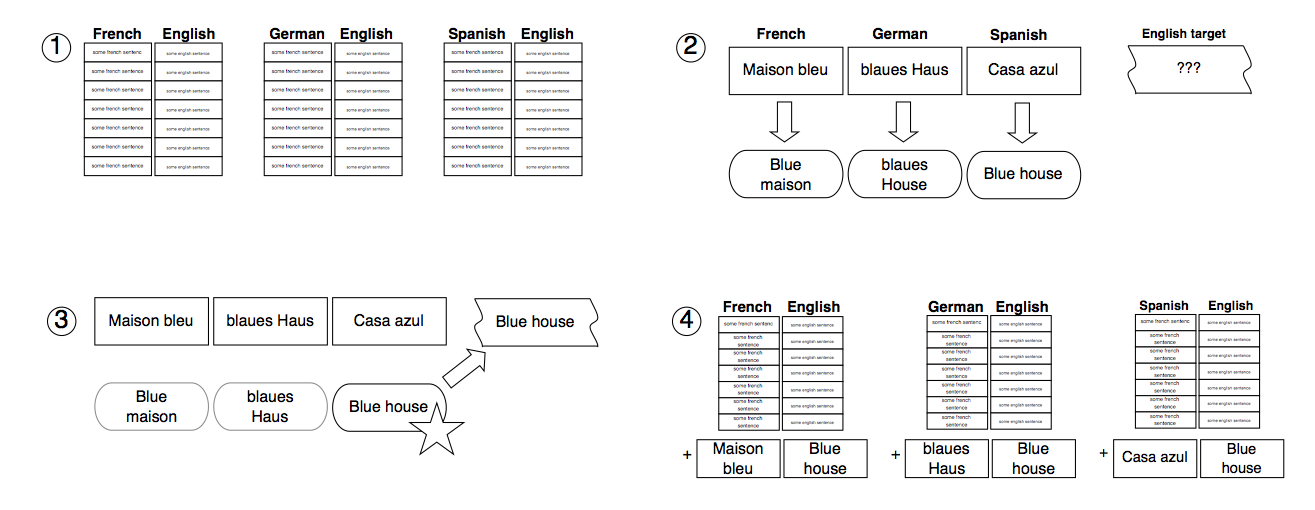 1
French English
some french sentenc some english sentence
some french sentence some english sentence
some french sentence some english sentence
some french sentence some english sentence
some french sentence some english sentence
some french sentence some english sentence
some french sentence some english sentence
German English
some french sentence some english sentence
some french sentence some english sentence
some french sentence some english sentence
some french sentence some english sentence
some french sentence some english sentence
some french sentence some english sentence
some french sentence some english sentence
Spanish English
some french sentence some english sentence
some french sentence some english sentence
some french sentence some english sentence
some french sentence some english sentence
some french sentence some english sentence
some french sentence some english sentence
some french sentence some english sentence
2
French German Spanish English target
Maison bleu blaues Haus Casa azul ???
Blue
maison
blaues
House
Blue house
3
Maison bleu blaues Haus Casa azul Blue house
Blue
maison
blaues
Haus
Blue house
4
French English
some french sentenc some english sentence
some french
sentence
some english sentence
some french
sentence
some english sentence
some french
sentence
some english sentence
some french
sentence
some english sentence
some french
sentence
some english sentence
some french
sentence
some english sentence
+
Maison
bleu
Blue
house
German English
some french sentenc some english sentence
some french
sentence
some english sentence
some french
sentence
some english sentence
some french
sentence
some english sentence
some french
sentence
some english sentence
some french
sentence
some english sentence
some french
sentence
some english sentence
+
blaues
Haus
Blue
house
Spanish English
some french sentenc some english sentence
some french
sentence
some english sentence
some french
sentence
some english sentence
some french
sentence
some english sentence
some french
sentence
some english sentence
some french
sentence
some english sentence
some french
sentence
some english sentence
+
Casa azul
Blue
house